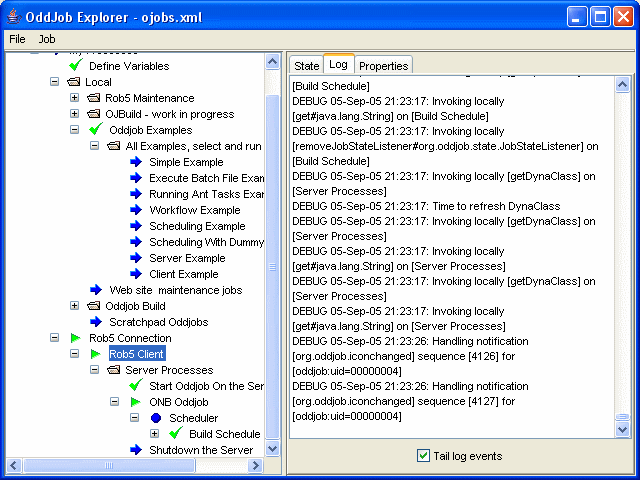 OddJob Explorer - ojobs.xml
File Job
Define Variables
Local
Rob5 Maintenance
OJBuild - work in progress
Oddjob Examples
All Examples, select and run
Simple Example
Execute Batch File Exar
Running Ant Tasks Exar
Workflow Example
Scheduling Example
Scheduling With Dummy
Server Example
Client Example
Web site maintenance jobs
Oddjob Build
Scratchpad Oddjobs
Rob5 Connection
Rob5 Client
Server Processes
Start Oddjob On the Ser
ONB Oddjob
Scheduler
Build Schedule
Shutdown the Server
State Log Properties
[Build Schedule]
DEBUG 05-Sep-05 21:23:17: Invoking locally
[get#java.lang.String] on [Build Schedule]
DEBUG 05-Sep-05 21:23:17: Invoking locally
[removeJobStateListener#org.oddjob.state.JobStateListener] on
[Build Schedule]
DEBUG 05-Sep-05 21:23:17: Invoking locally [getDynaClass] on
[Server Processes]
DEBUG 05-Sep-05 21:23:17: Time to refresh DynaClass
DEBUG 05-Sep-05 21:23:17: Invoking locally [getDynaClass] on
[Server Processes]
DEBUG 05-Sep-05 21:23:17: Invoking locally
[get#java.lang.String] on [Server Processes]
DEBUG 05-Sep-05 21:23:17: Invoking locally [getDynaClass] on
[Server Processes]
DEBUG 05-Sep-05 21:23:17: Invoking locally
[get#java.lang.String] on [Server Processes]
DEBUG 05-Sep-05 21:23:26: Handling notification
[org.oddjob.iconchanged] sequence [4126] for
[oddjob:uid=00000004]
DEBUG 05-Sep-05 21:23:26: Handling notification
[org.oddjob.iconchanged] sequence [4127] for
[oddjob:uid=00000004]
Tail log events